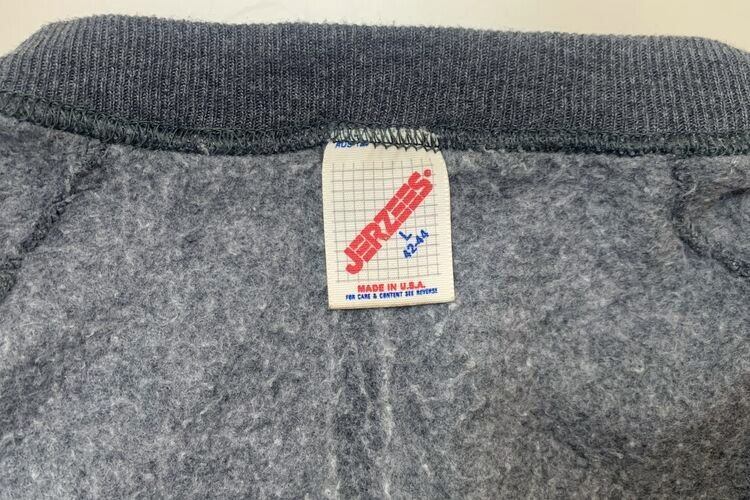 JERZEES®
L
42-44
MADE IN U.S.A.
FOR CARE & CONTENT SEE REVERSE